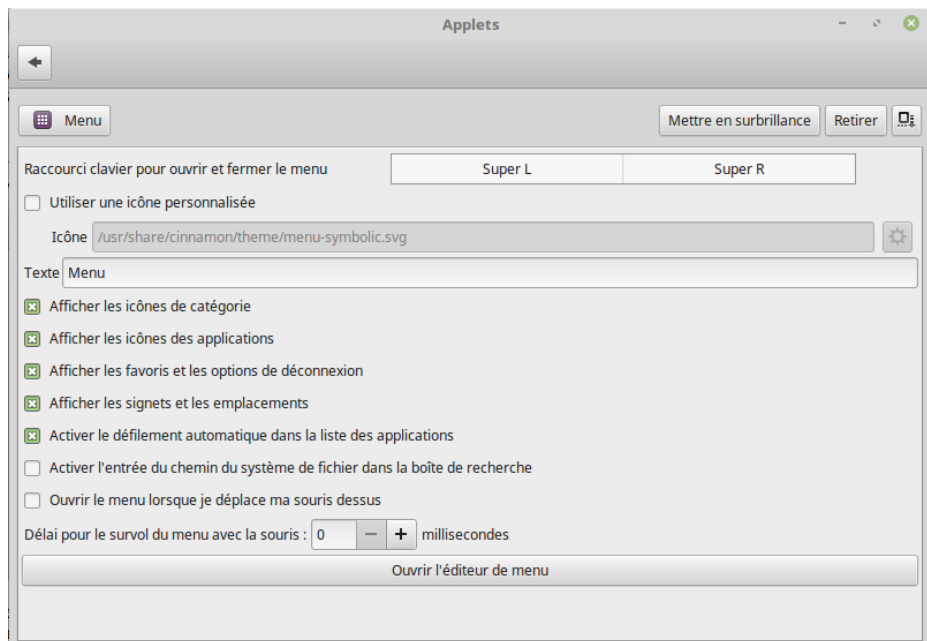 Applets
Menu Mettre en surbrillance Retirer
Raccourci clavier pour ouvrir et fermer le menu Super L Super R
Utiliser une icône personnalisée
Icône /usr/share/cinnamon/theme/menu-symbolic.svg
Texte Menu
Afficher les icônes de catégorie
Afficher les icônes des applications
Afficher les favoris et les options de déconnexion
Afficher les signets et les emplacements
Activer le défilement automatique dans la liste des applications
Activer l'entrée du chemin du système de fichier dans la boîte de recherche
Ouvrir le menu lorsque je déplace ma souris dessus
Délai pour le survol du menu avec la souris : 0 − + millisecondes
Ouvrir l'éditeur de menu